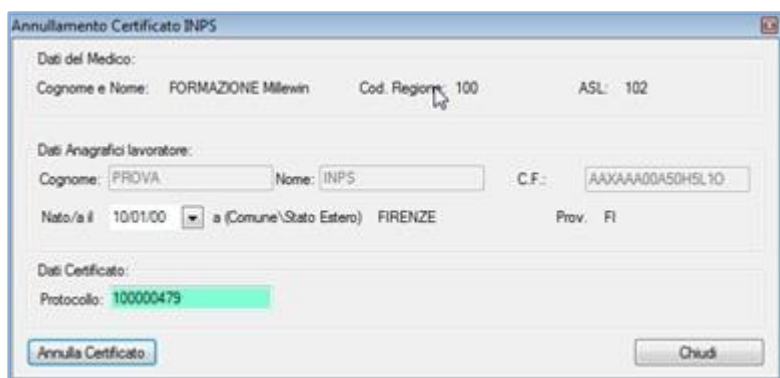 Annullamento Certificato INPS
Dati del Medico:
Cognome e Nome: FORMAZIONE Millewin Cod. Regione: 100 ASL: 102
Dati Anagrafici lavoratore:
Cognome: PROVA Nome: INPS C.F.: AAXAAA00A50H5L1O
Nato/a il 10/01/00 a (Comune\Stato Estero) FIRENZE Prov. FI
Dati Certificato:
Protocollo: 100000479
Annulla Certificato Chiudi